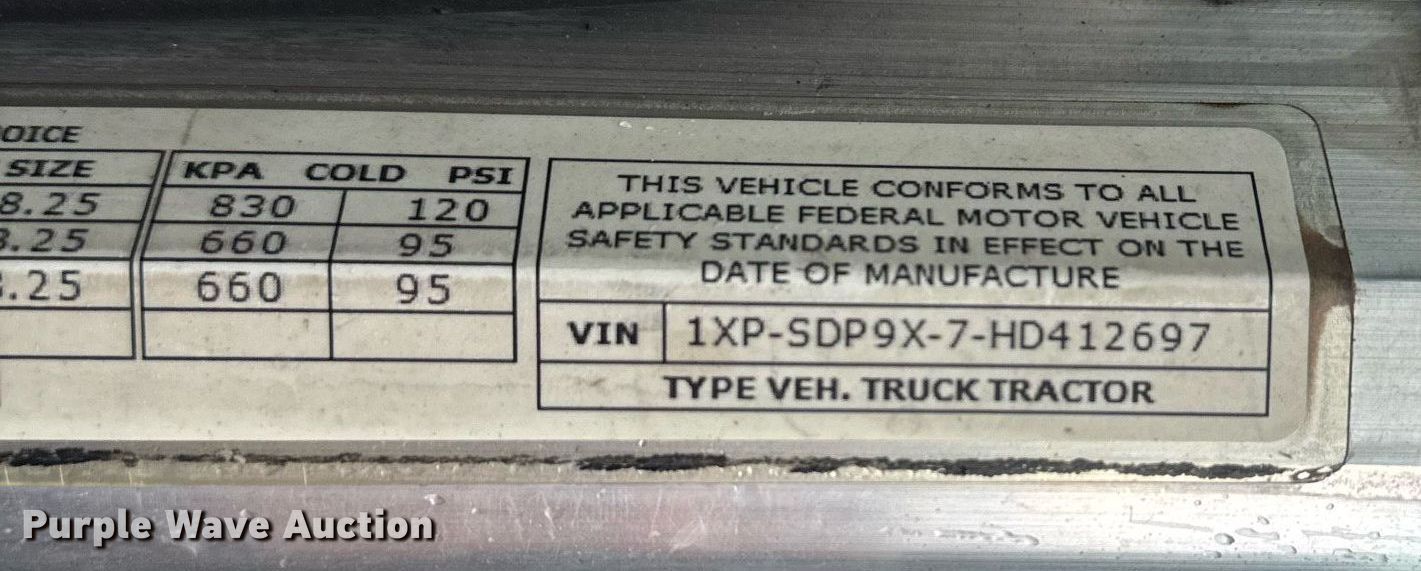 OICE
SIZE KPA COLD PSI
8.25 830 120
8.25 660 95
.25 660 95
THIS VEHICLE CONFORMS TO ALL
APPLICABLE FEDERAL MOTOR VEHICLE
SAFETY STANDARDS IN EFFECT ON THE
DATE OF MANUFACTURE
VIN 1XP-SDP9X-7-HD412697
TYPE VEH. TRUCK TRACTOR
Purple Wave Auction